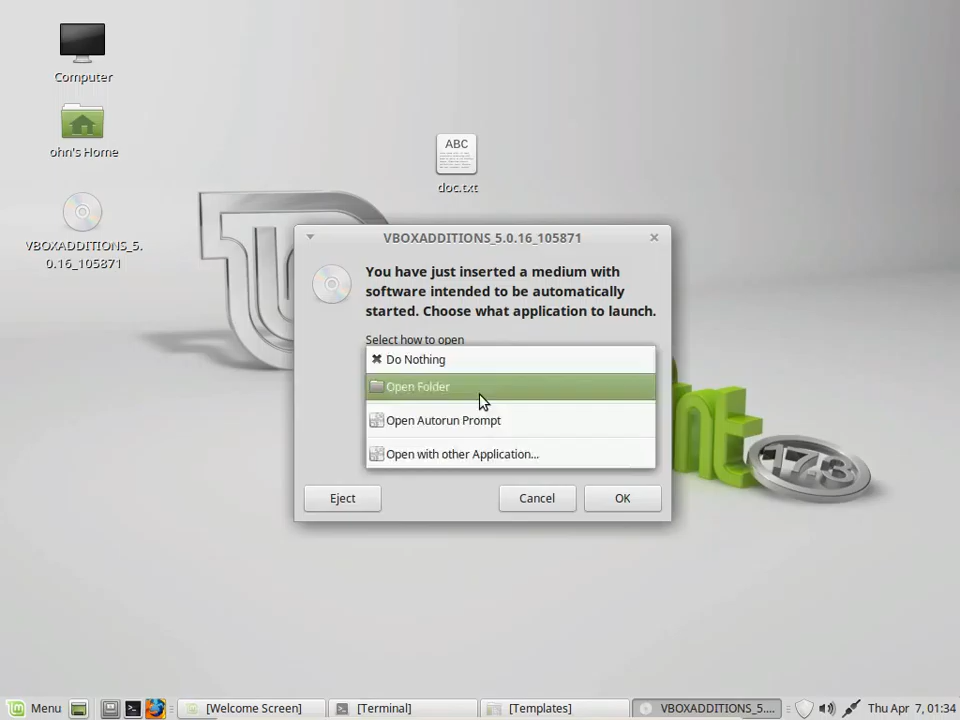 Computer
ohn's Home
VBOXADDITIONS_5.
0.16_105871
ABC
doc.txt
VBOXADDITIONS_5.0.16_105871
You have just inserted a medium with
software intended to be automatically
started. Choose what application to launch.
Select how to open
Do Nothing
Open Folder
Open Autorun Prompt
Open with other Application...
Eject
Cancel
OK
nt
17.3
Menu
[Welcome Screen]
[Terminal]
[Templates]
VBOXADDITIONS_5....
Thu Apr 7, 01:34